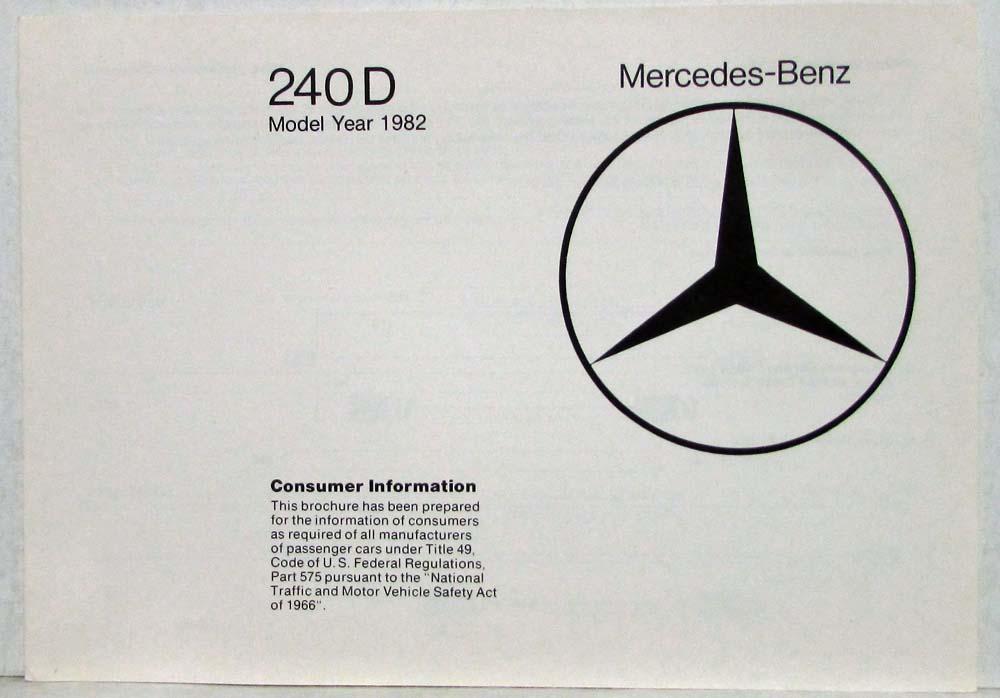 240D
Model Year 1982
Mercedes-Benz
Consumer Information
This brochure has been prepared
for the information of consumers
as required of all manufacturers
of passenger cars under Title 49,
Code of U.S. Federal Regulations,
Part 575 pursuant to the "National
Traffic and Motor Vehicle Safety Act
of 1966".